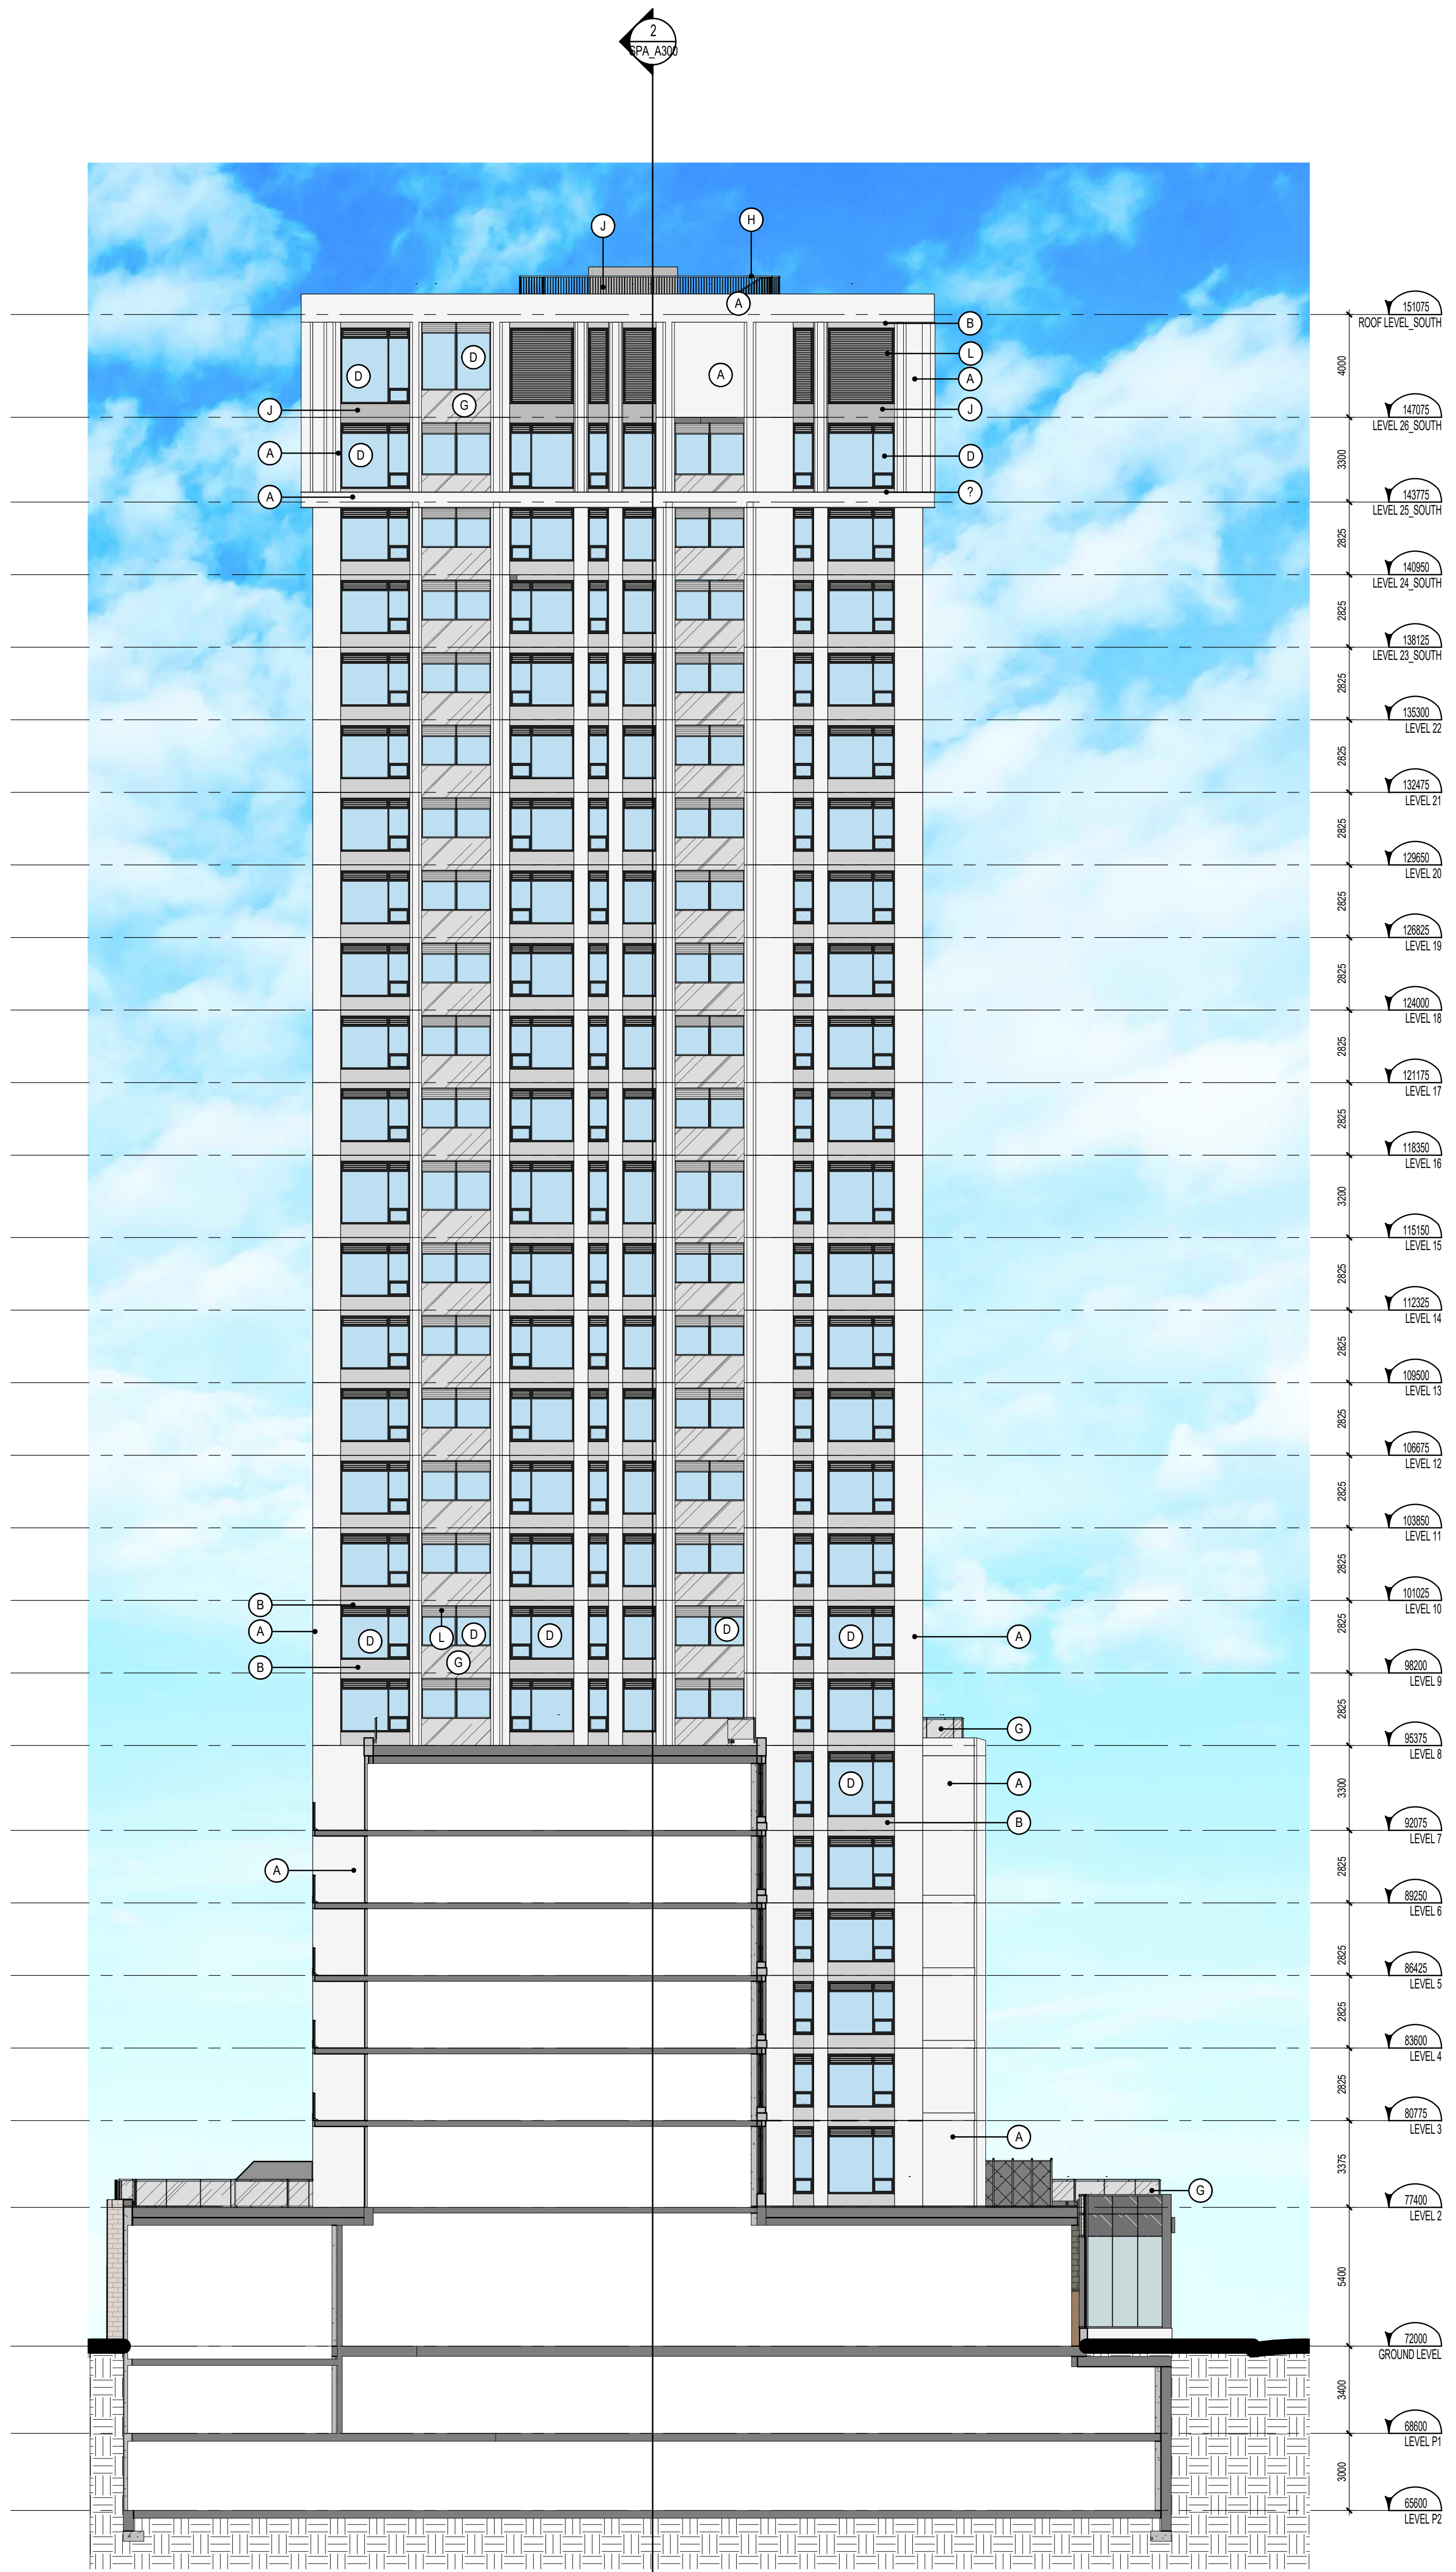 2
SPA_A300
J
H
A
151075
ROOF LEVEL_SOUTH
B
L
4000
D
D
A
A
G
J
J
147075
LEVEL 26_SOUTH
A
D
D
3300
A
?
143775
LEVEL 25_SOUTH
2825
140950
LEVEL 24_SOUTH
2825
138125
LEVEL 23_SOUTH
2825
135300
LEVEL 22
2825
132475
LEVEL 21
2825
129650
LEVEL 20
2825
126825
LEVEL 19
2825
124000
LEVEL 18
2825
121175
LEVEL 17
2825
118350
LEVEL 16
3200
115150
LEVEL 15
2825
112325
LEVEL 14
2825
109500
LEVEL 13
2825
106675
LEVEL 12
2825
103850
LEVEL 11
2825
101025
LEVEL 10
B
A
D
L
D
D
D
D
A
2825
B
G
98200
LEVEL 9
2825
G
95375
LEVEL 8
D
A
3300
B
92075
LEVEL 7
A
2825
89250
LEVEL 6
2825
86425
LEVEL 5
2825
83600
LEVEL 4
2825
80775
LEVEL 3
A
3375
G
77400
LEVEL 2
5400
72000
GROUND LEVEL
3400
68600
LEVEL P1
3000
65600
LEVEL P2